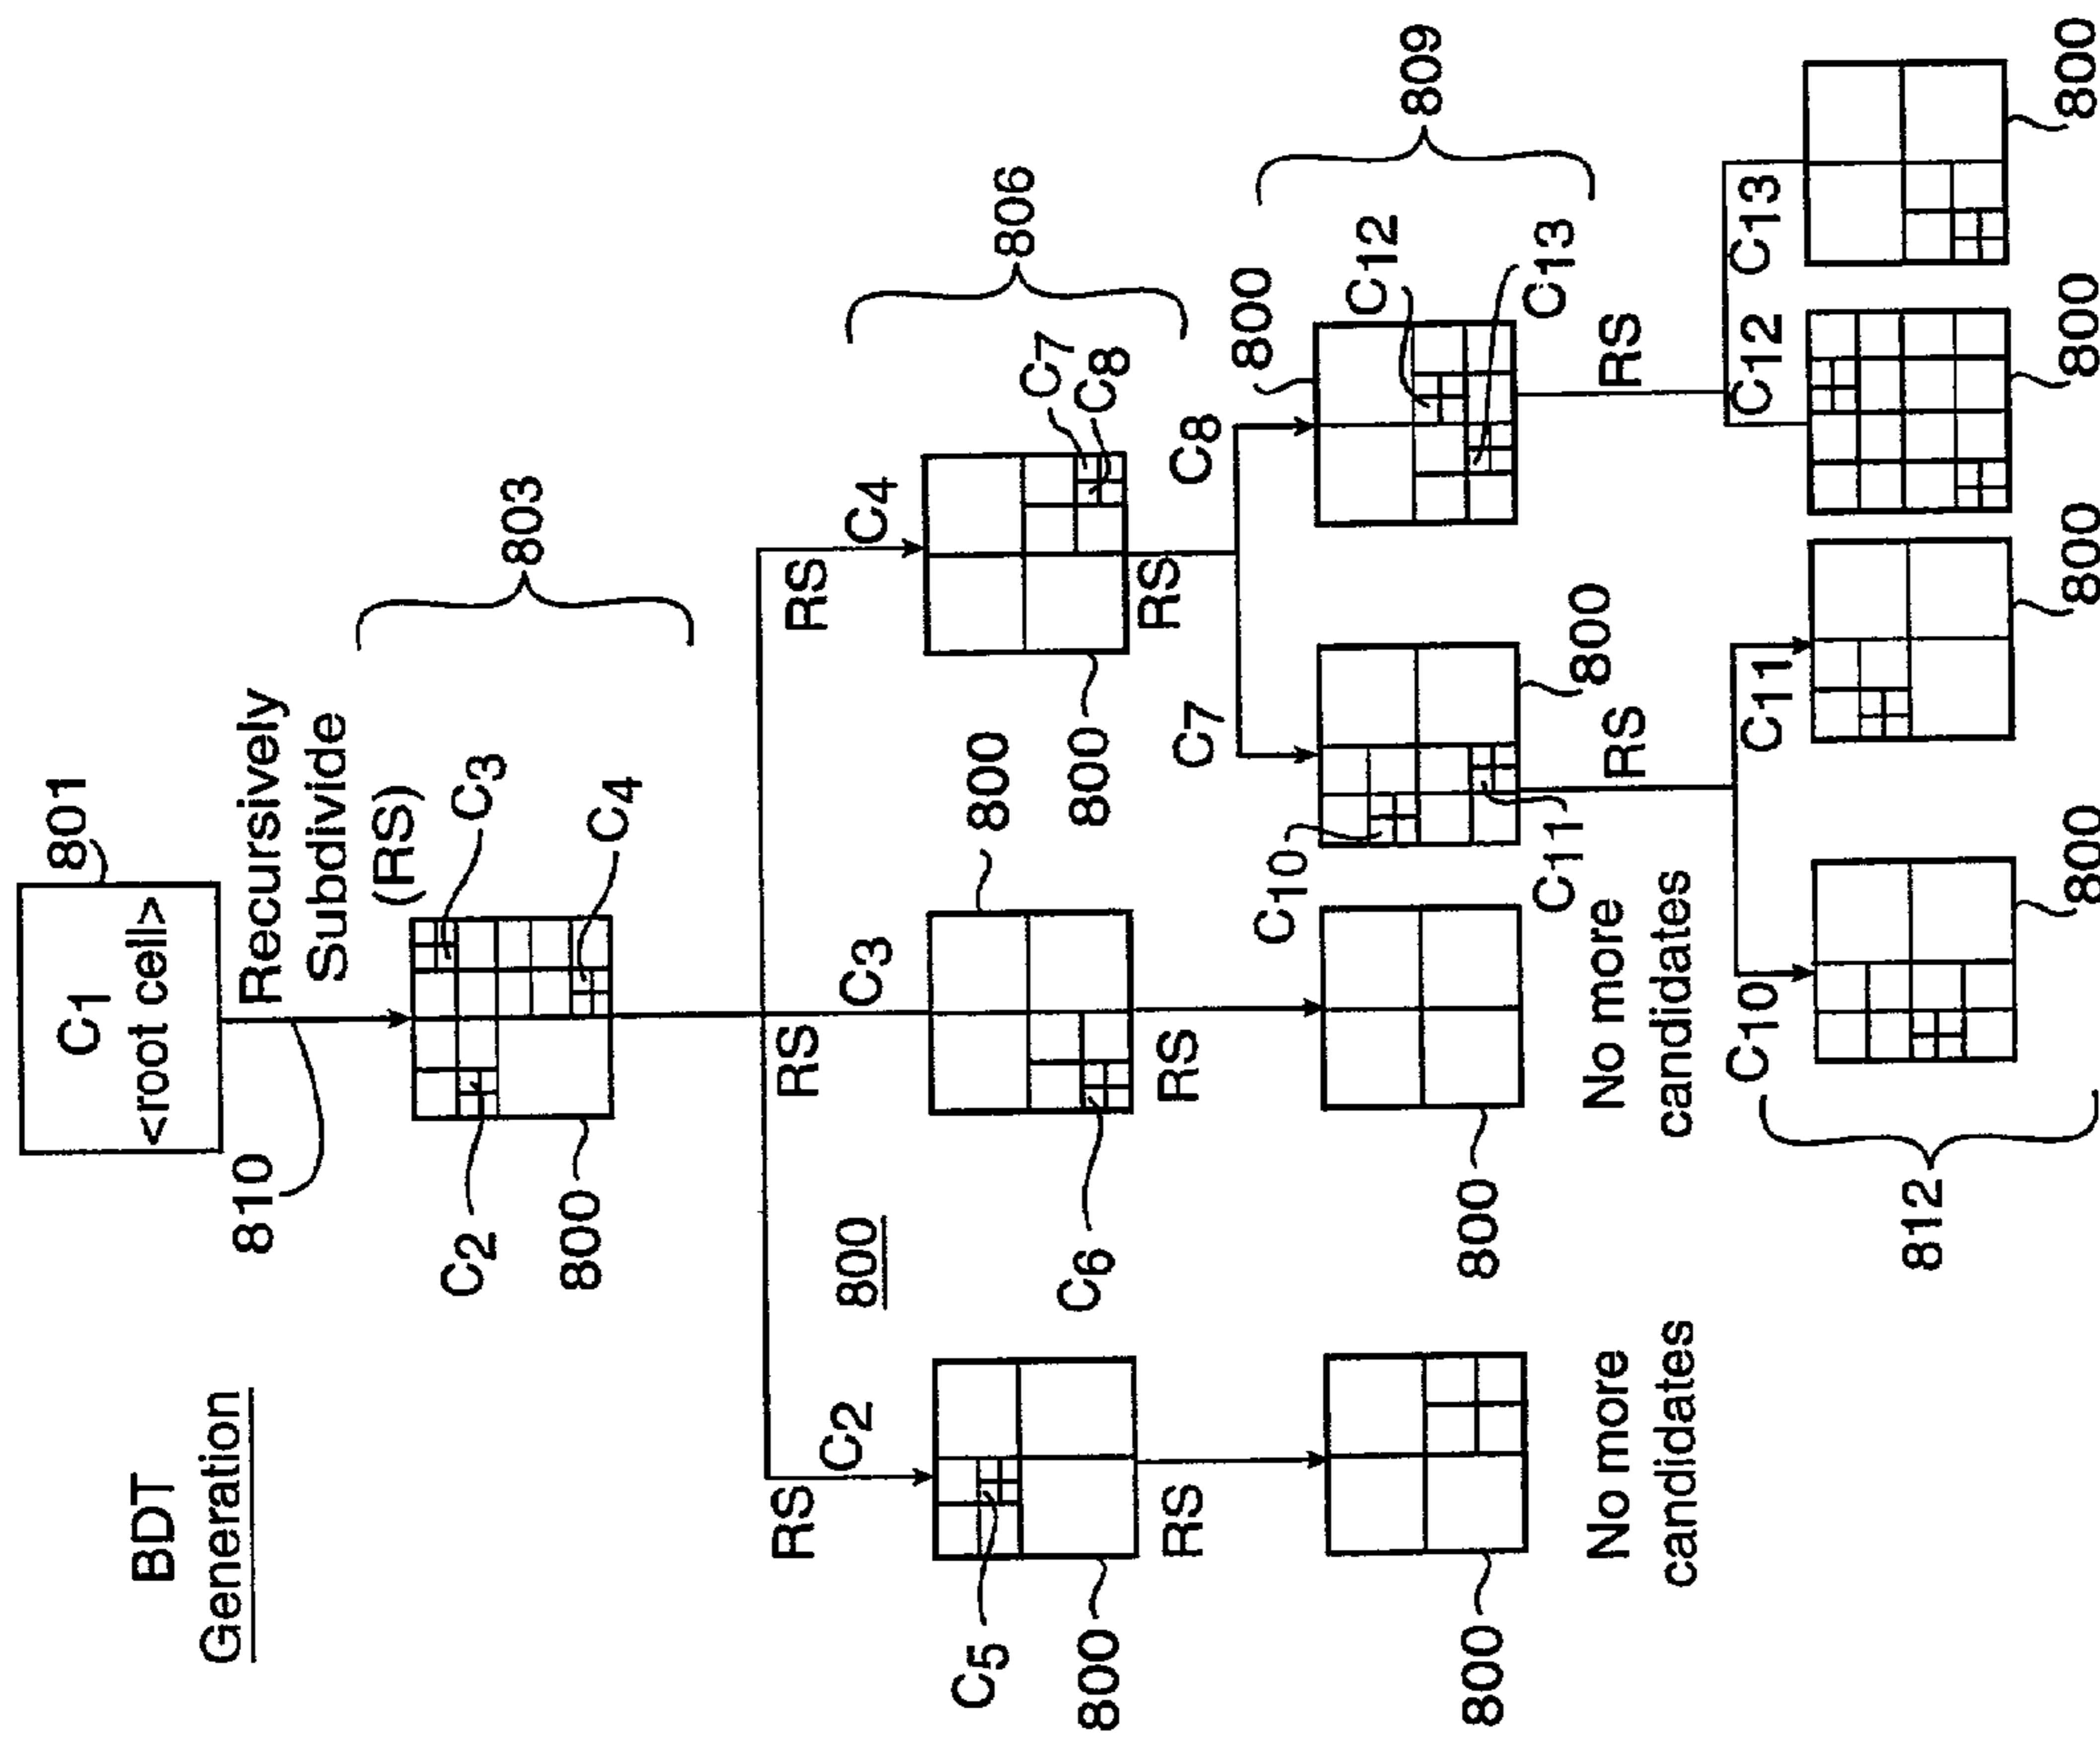 BDT
Generation
C1
<root cell>
801
810
Recursively
Subdivide
(RS)
C3
C2
C4
803
800
RS
C2
RS
C3
RS
C4
800
800
806
C5
C6
C7
C8
800
800
800
RS
RS
RS
C7
C8
800
809
C12
C10
C13
C11
800
800
800
No more
candidates
No more
candidates
RS
RS
C10
C11
C12
C13
812
800
800
800
800